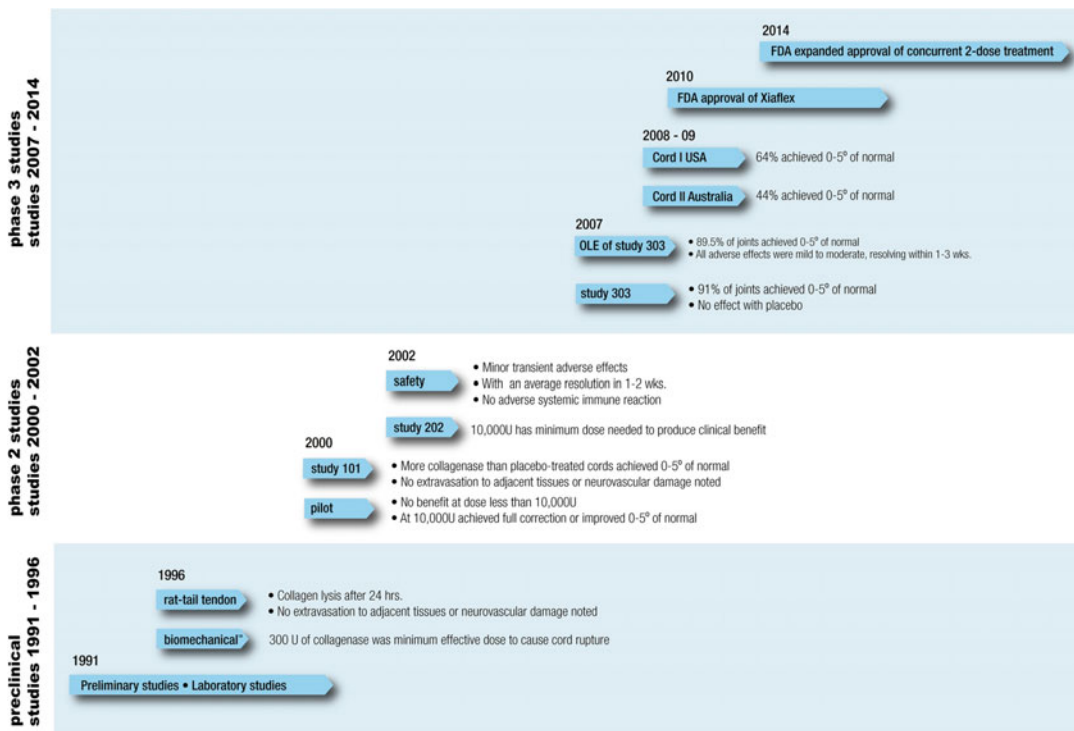 phase 3 studies
studies 2007 - 2014
2014
FDA expanded approval of concurrent 2-dose treatment
2010
FDA approval of Xiaflex
2008 - 09
Cord I USA
64% achieved 0-5º of normal
Cord II Australia
44% achieved 0-5º of normal
2007
OLE of study 303
• 89.5% of joints achieved 0-5º of normal
• All adverse effects were mild to moderate, resolving within 1-3 wks.
study 303
• 91% of joints achieved 0-5º of normal
• No effect with placebo
phase 2 studies
studies 2000 - 2002
2002
safety
• Minor transient adverse effects
• With an average resolution in 1-2 wks.
• No adverse systemic immune reaction
study 202
10,000U has minimum dose needed to produce clinical benefit
2000
study 101
• More collagenase than placebo-treated cords achieved 0-5º of normal
• No extravasation to adjacent tissues or neurovascular damage noted
pilot
• No benefit at dose less than 10,000U
• At 10,000U achieved full correction or improved 0-5º of normal
preclinical
studies 1991 - 1996
1996
rat-tail tendon
• Collagen lysis after 24 hrs.
• No extravasation to adjacent tissues or neurovascular damage noted
biomechanical*
300 U of collagenase was minimum effective dose to cause cord rupture
1991
Preliminary studies • Laboratory studies